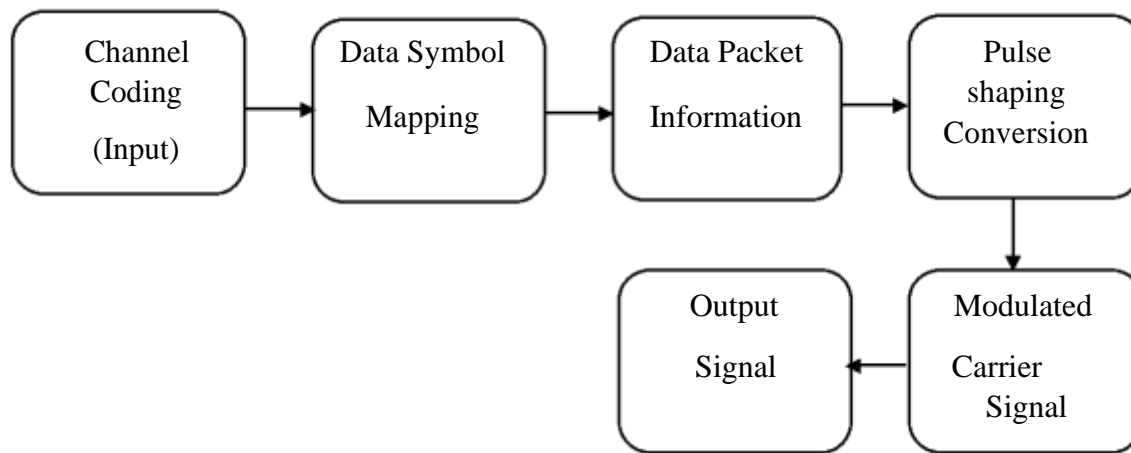 Channel
Coding
(Input)
Data Symbol
Mapping
Data Packet
Information
Pulse
shaping
Conversion
Output
Signal
Modulated
Carrier
Signal